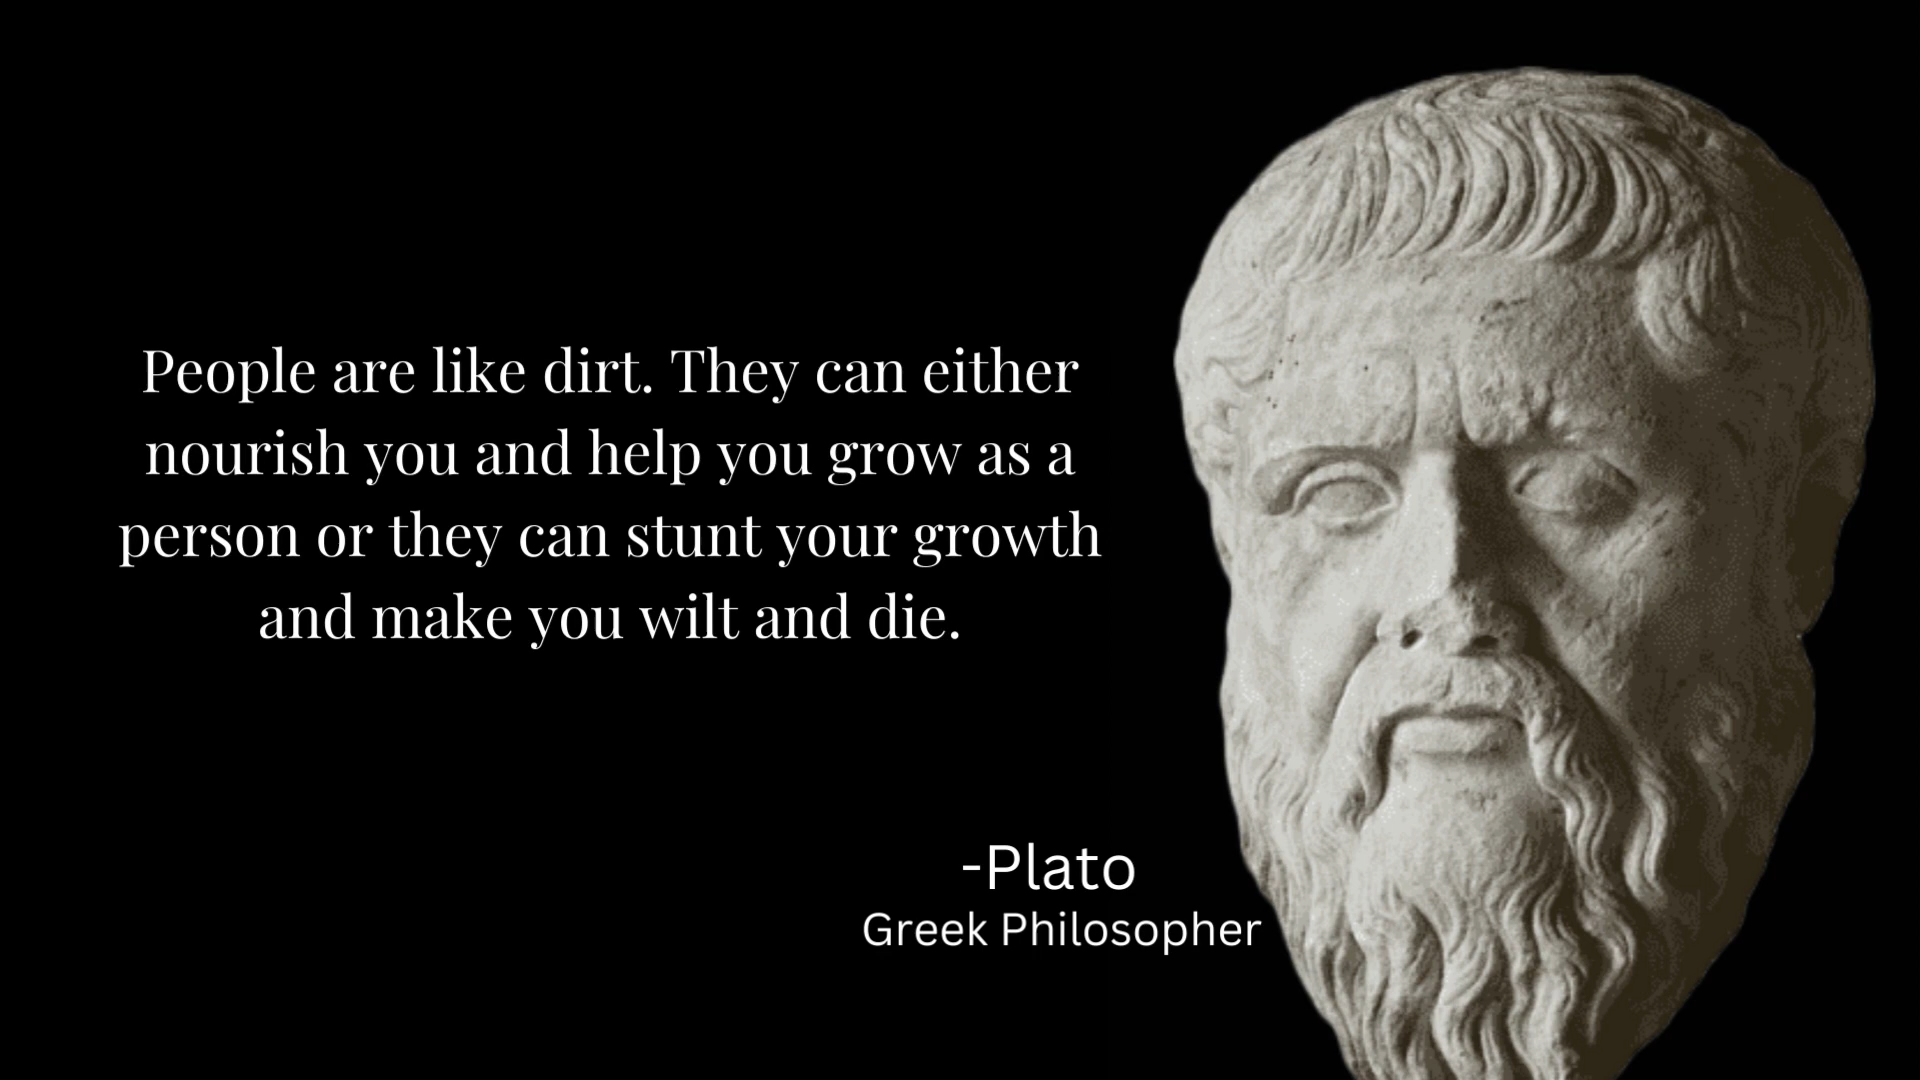 People are like dirt. They can either
nourish you and help you grow as a
person or they can stunt your growth
and make you wilt and die.
-Plato
Greek Philosopher